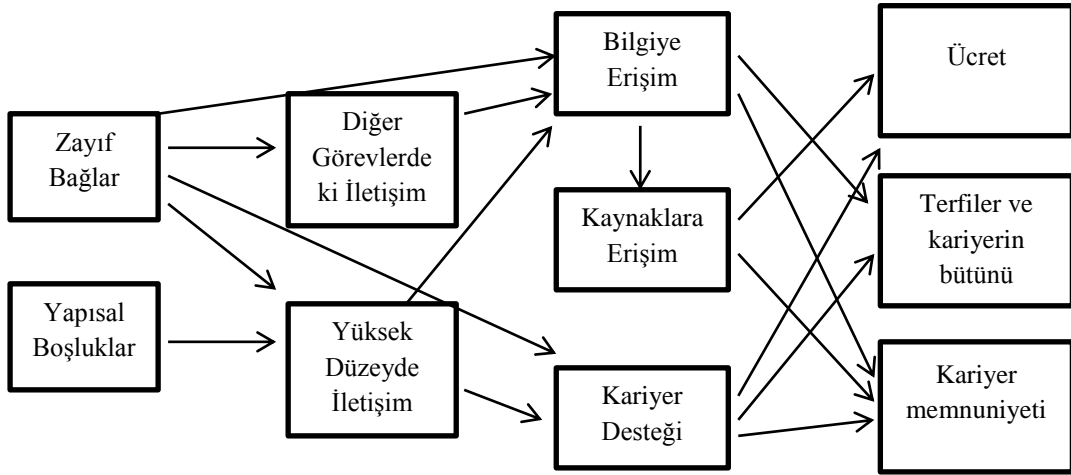 Zayıf
Bağlar
Yapısal
Boşluklar
Diğer
Görevlerde
ki İletişim
Yüksek
Düzeyde
İletişim
Bilgiye
Erişim
Kaynaklara
Erişim
Kariyer
Desteği
Ücret
Terfiler ve
kariyerin
bütünü
Kariyer
memnuniyeti